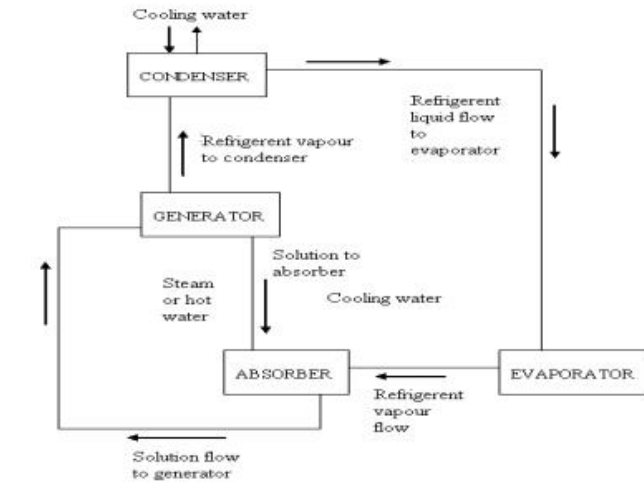 Cooling water
CONDENSER
Refrigerent
liquid flow
to
evaporator
Refrigerent vapour
to condenser
GENERATOR
Solution to
absorber
Steam
or hot
water
Cooling water
ABSORBER
EVAPORATOR
Refrigerent
vapour
flow
Solution flow
to generator